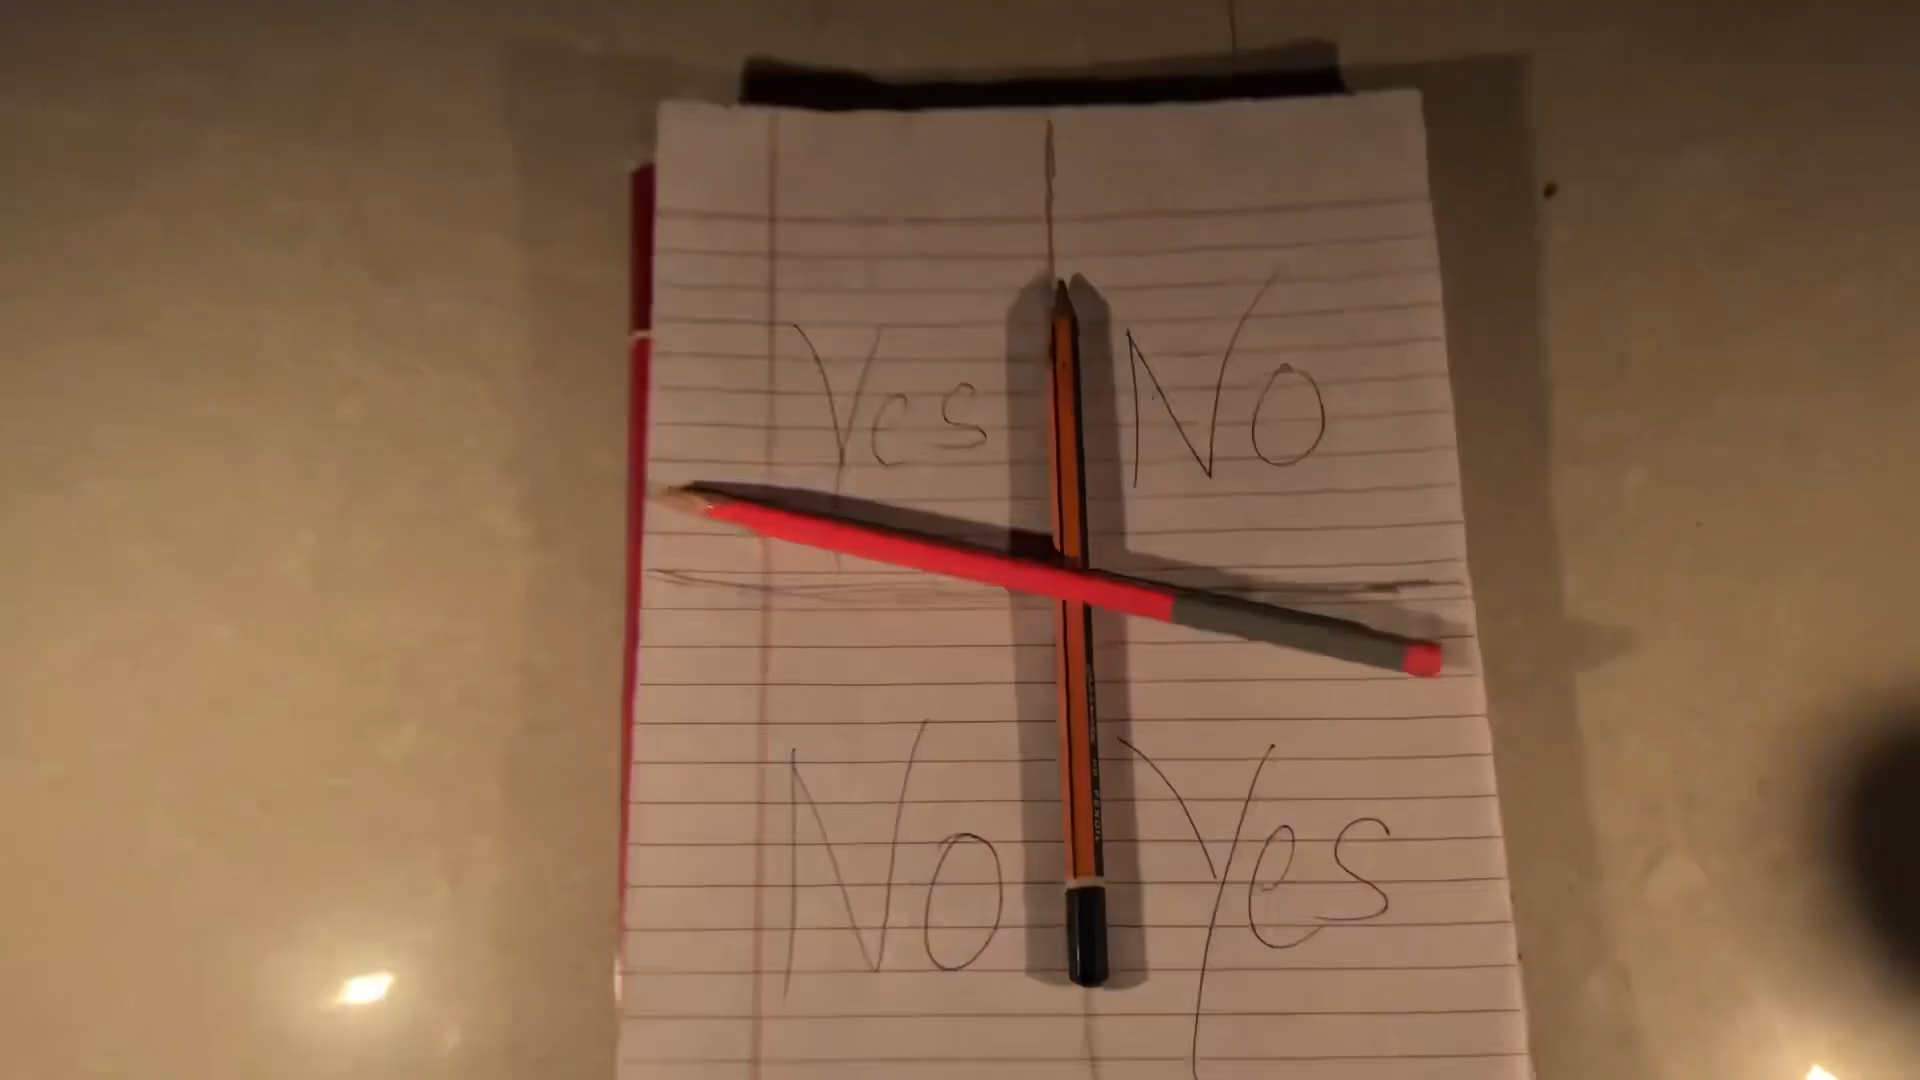 Yes No
No Yes